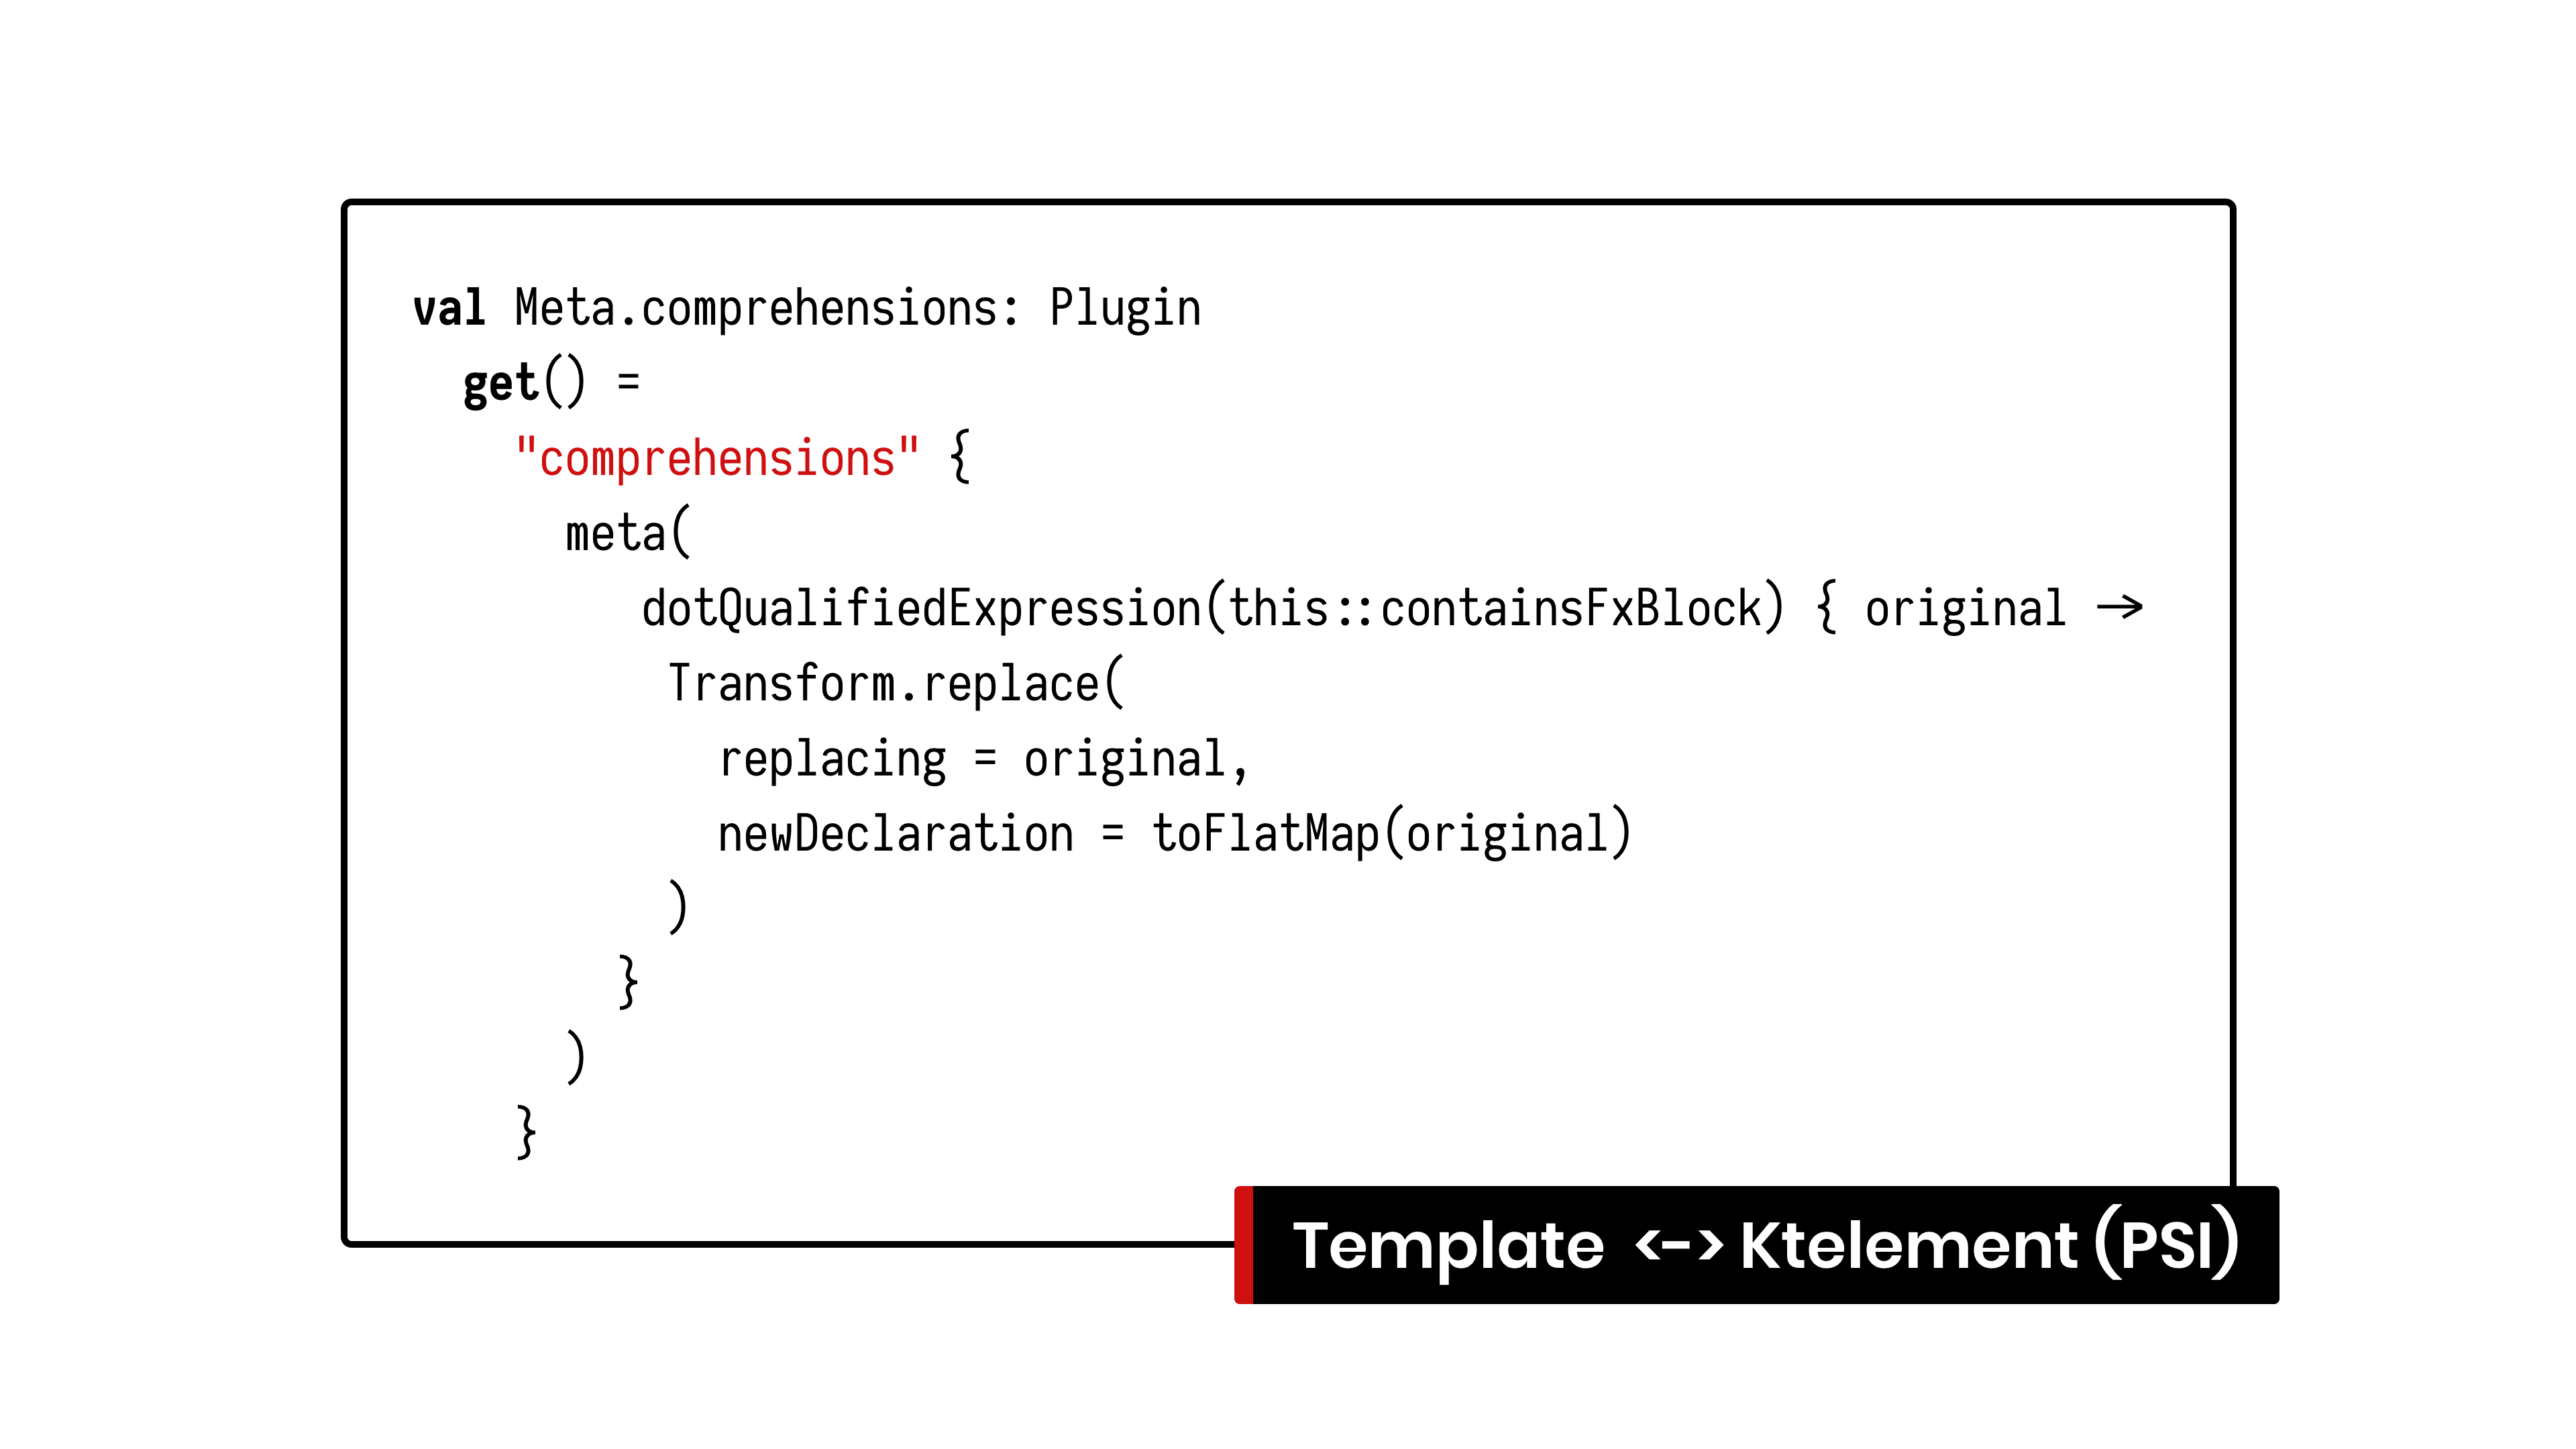 val Meta.comprehensions: Plugin
get() =
"comprehensions" {
meta(
dotQualifiedExpression(this::containsFxBlock) { original →
Transform.replace(
replacing = original,
newDeclaration = toFlatMap(original)
)
}
)
}
Template <-> Ktelement (PSI)